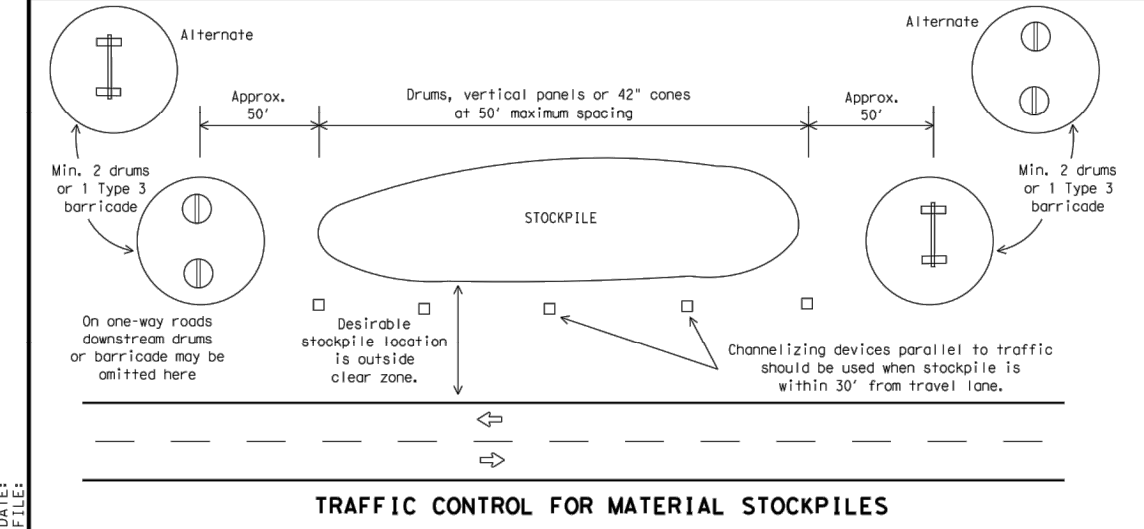 Alternate
Alternate
Approx.
50'
Drums, vertical panels or 42" cones
at 50' maximum spacing
Approx.
50'
Min. 2 drums
or 1 Type 3
barricade
Min. 2 drums
or 1 Type 3
barricade
STOCKPILE
On one-way roads
downstream drums
or barricade may be
omitted here
Desirable
stockpile location
is outside
clear zone.
Channelizing devices parallel to traffic
should be used when stockpile is
within 30' from travel lane.
DATE:
FILE:
TRAFFIC CONTROL FOR MATERIAL STOCKPILES